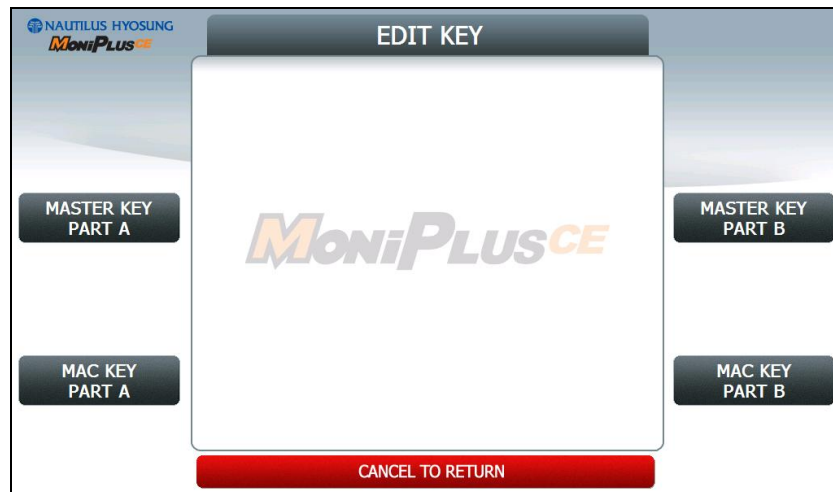 NAUTILUS HYOSUNG
MONIPLUSCE
EDIT KEY
MASTER KEY
PART A
MASTER KEY
PART B
MONIPLUSCE
MAC KEY
PART A
MAC KEY
PART B
CANCEL TO RETURN